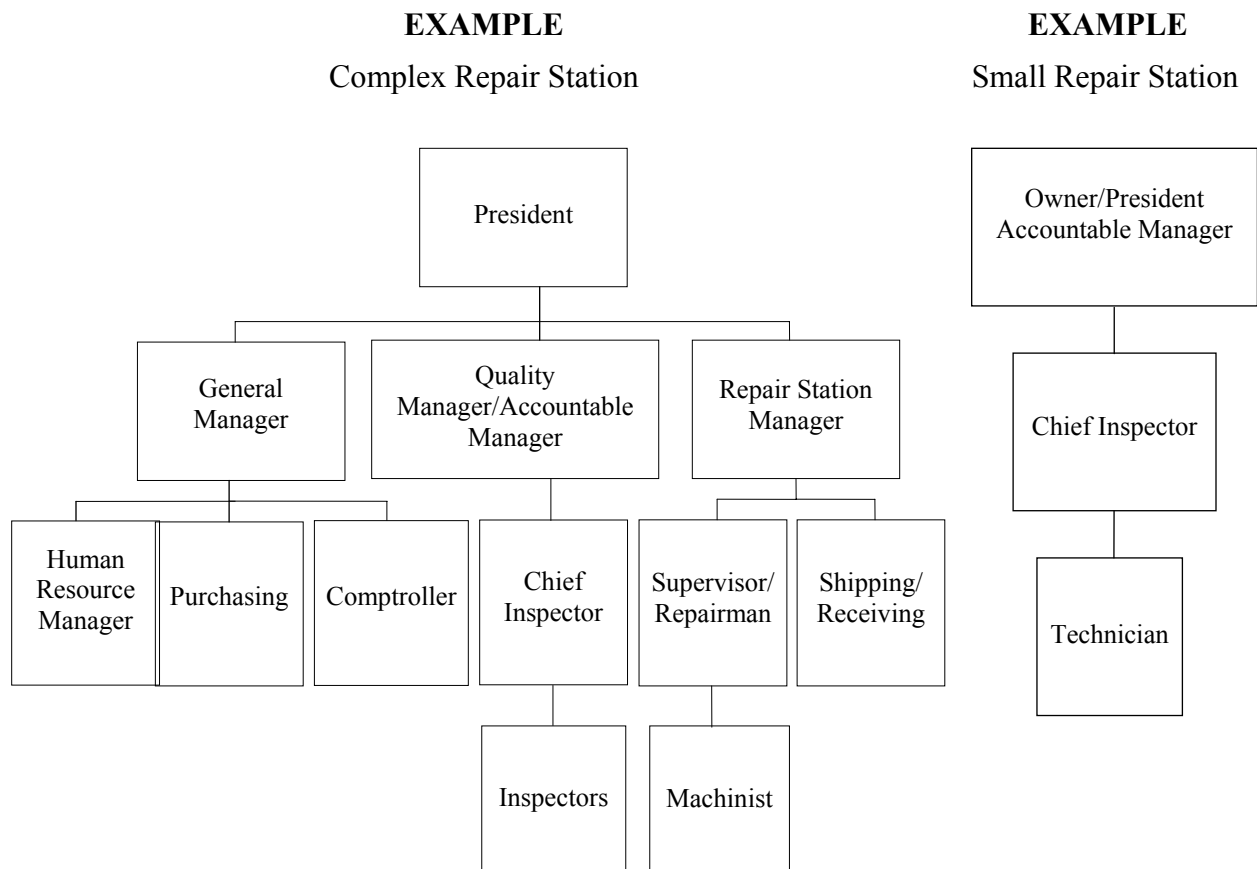 EXAMPLE
Complex Repair Station
EXAMPLE
Small Repair Station
President
Owner/President
Accountable Manager
General
Manager
Quality
Manager/Accountable
Manager
Repair Station
Manager
Chief Inspector
Human
Resource
Manager
Purchasing
Comptroller
Chief
Inspector
Supervisor/
Repairman
Shipping/
Receiving
Technician
Inspectors
Machinist